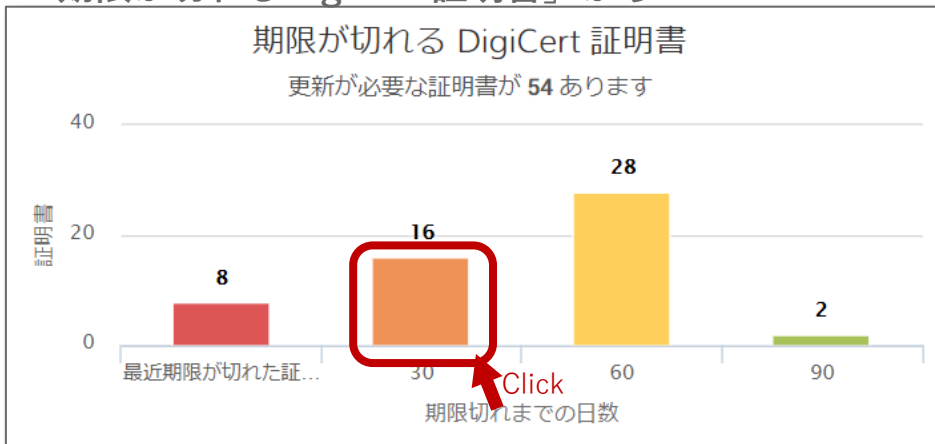 期限が切れる DigiCert 証明書
更新が必要な証明書が 54 あります
40
28
証明書
20
16
8
2
0
最近期限が切れた証...
30
60
90
Click
期限切れまでの日数